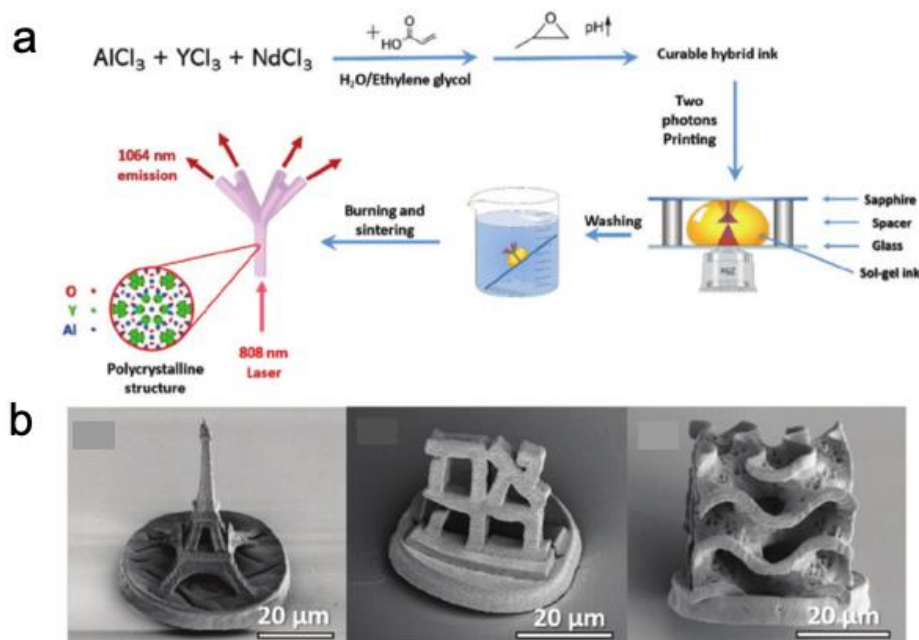 a
AlCl₃ + YCl₃ + NdCl₃
+
HO
O
H₂O/Ethylene glycol
O
pH↑
Curable hybrid ink
Two
photons
Printing
Sapphire
Spacer
Glass
Sol-gel ink
Washing
Burning and
sintering
1064 nm
emission
808 nm
Laser
O
Y
Al
Polycrystalline
structure
b
20 µm
20 µm
20 µm